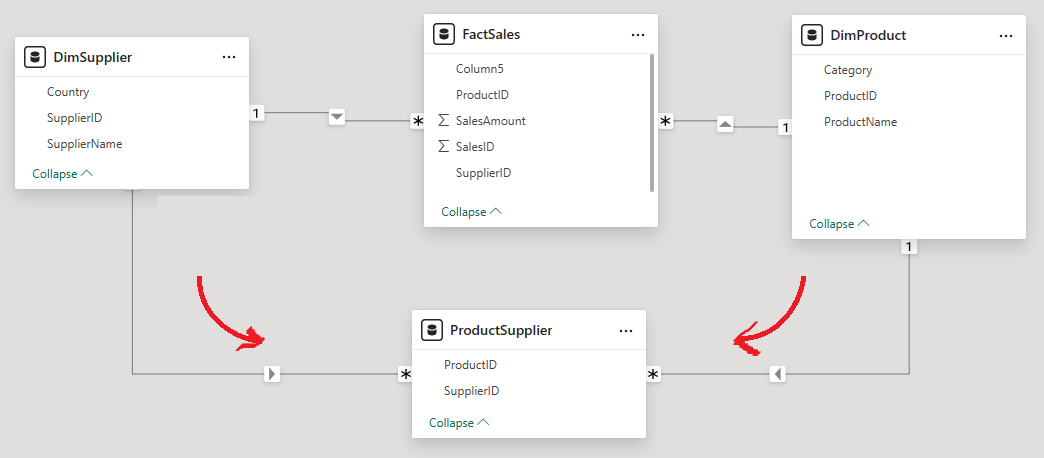 DimSupplier
Country
SupplierID
SupplierName
Collapse
1
*
FactSales
Column5
ProductID
SalesAmount
SalesID
SupplierID
Collapse
*
1
DimProduct
Category
ProductID
ProductName
Collapse
1
ProductSupplier
ProductID
SupplierID
Collapse
*
*